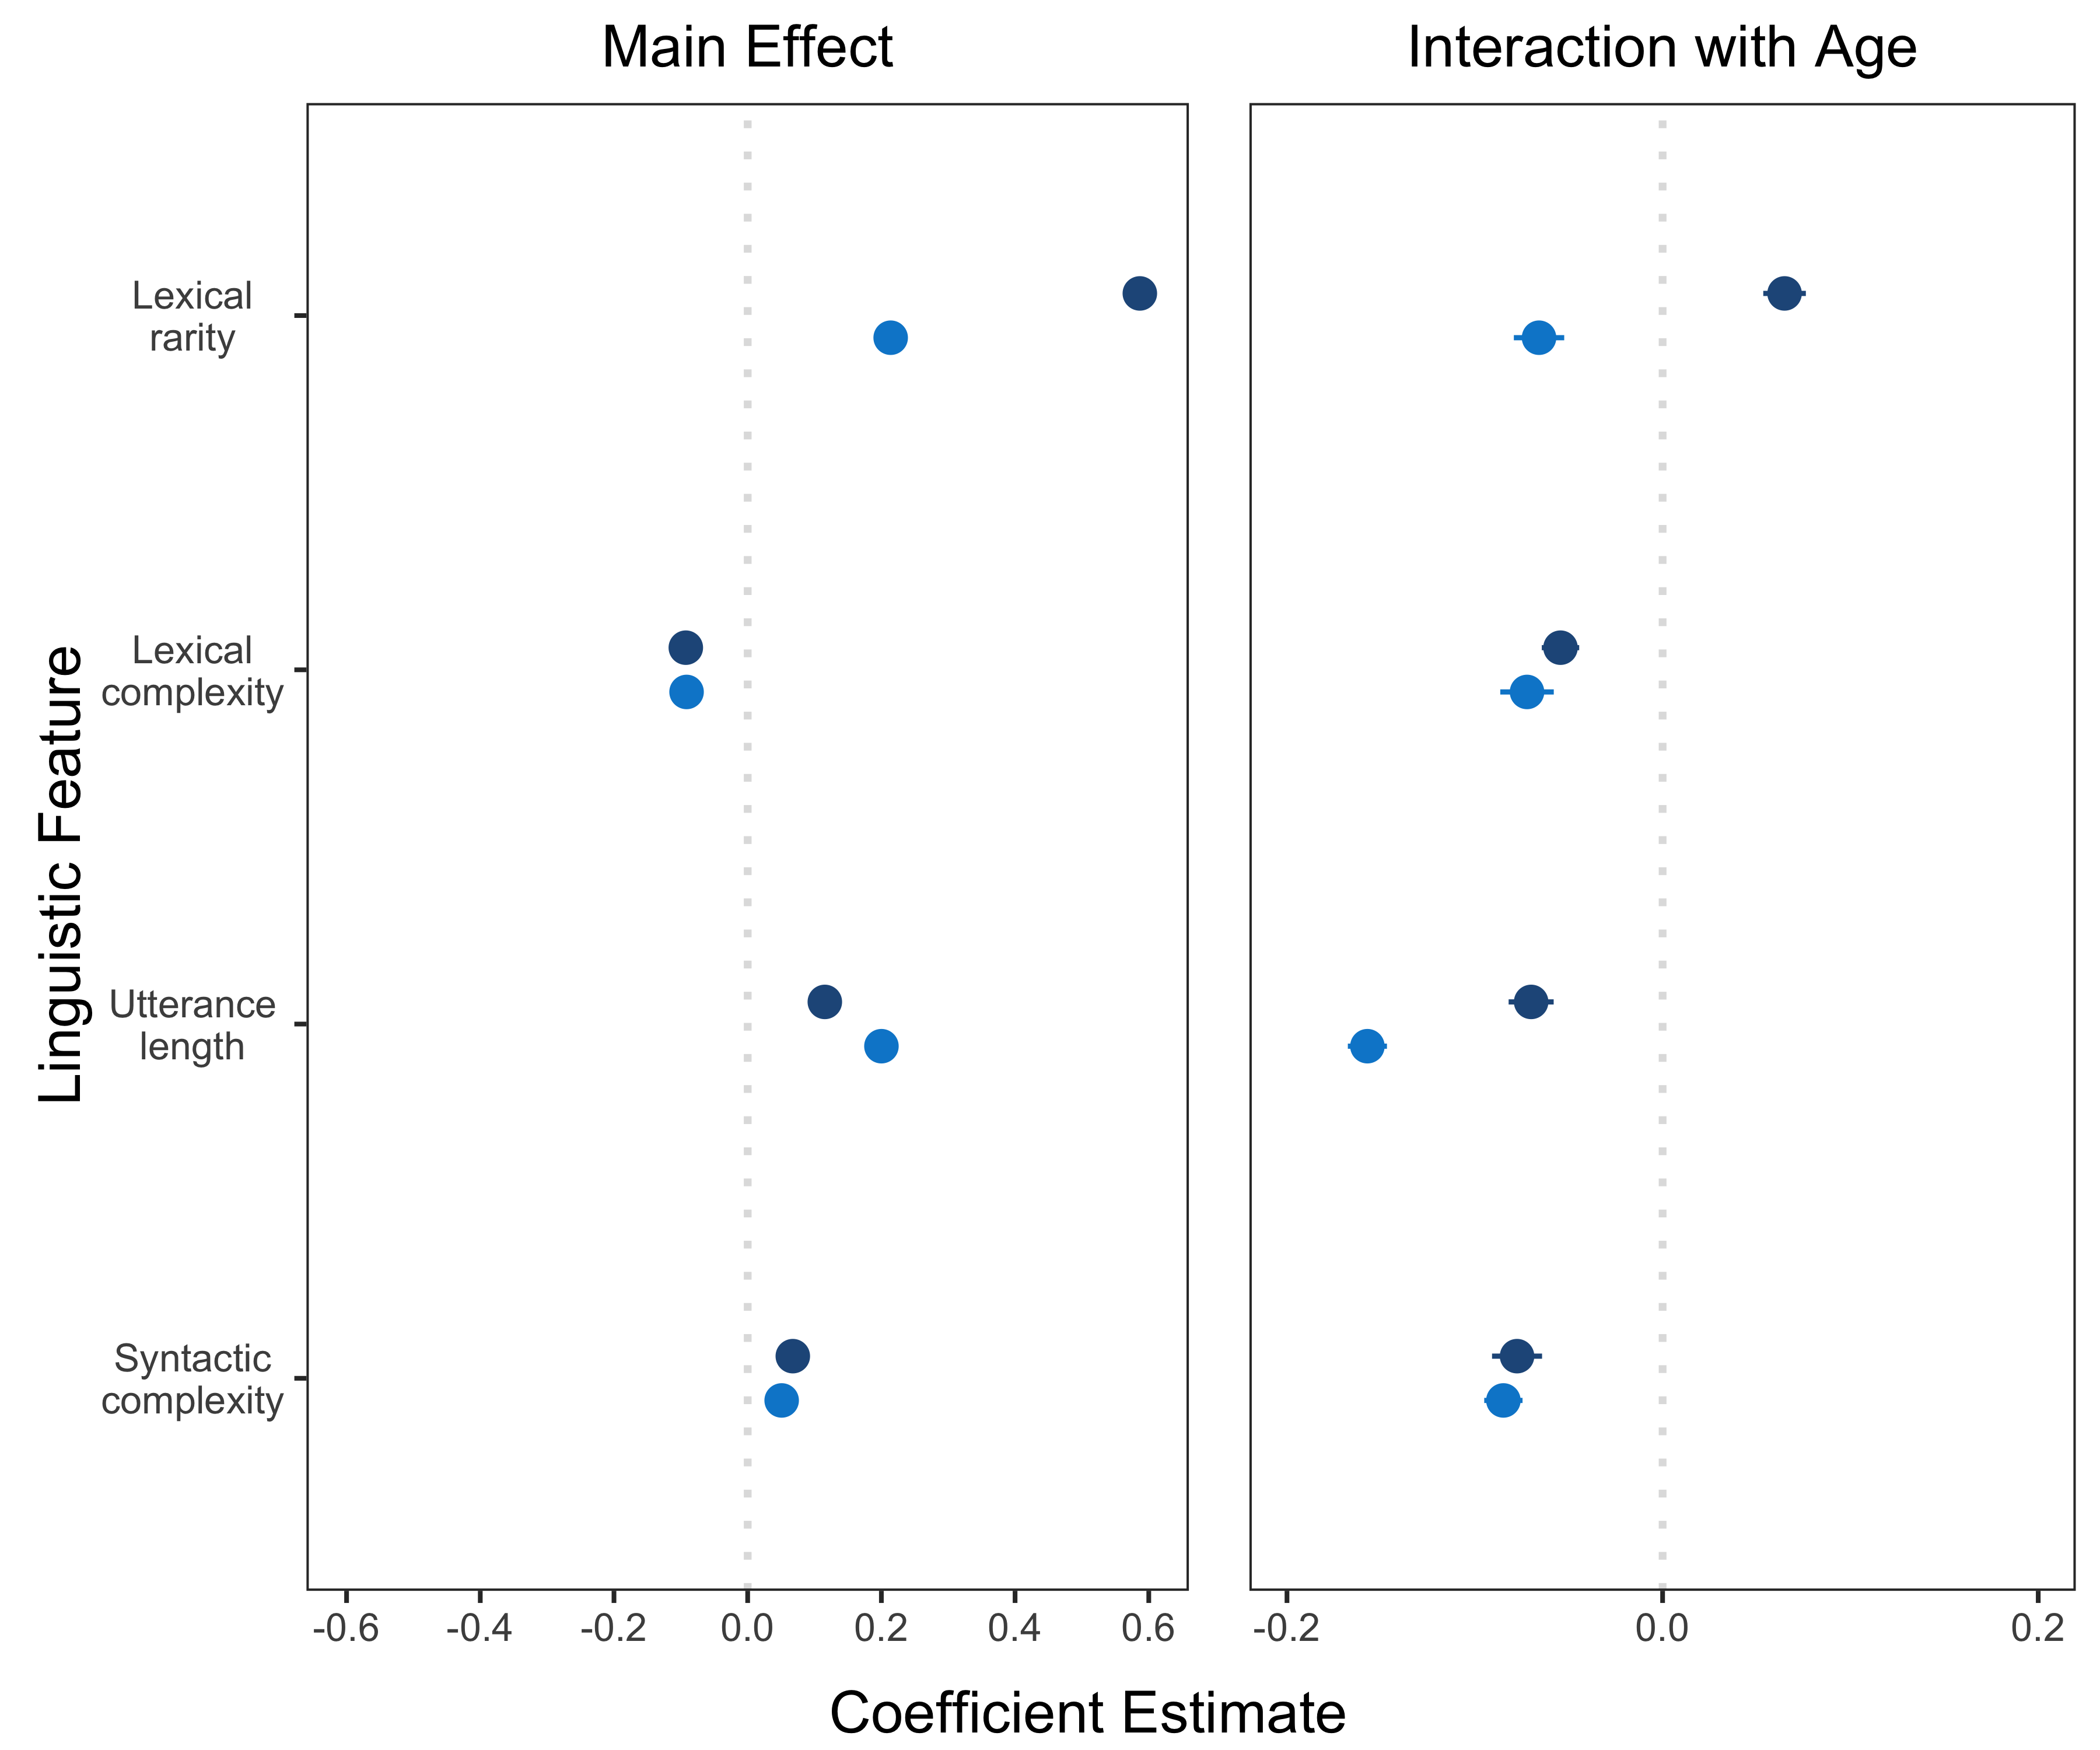 Main Effect
Interaction with Age
Linguistic Feature
Lexical
rarity
Lexical
complexity
Utterance
length
Syntactic
complexity
-0.6 -0.4 -0.2 0.0 0.2 0.4 0.6
-0.2 0.0 0.2
Coefficient Estimate